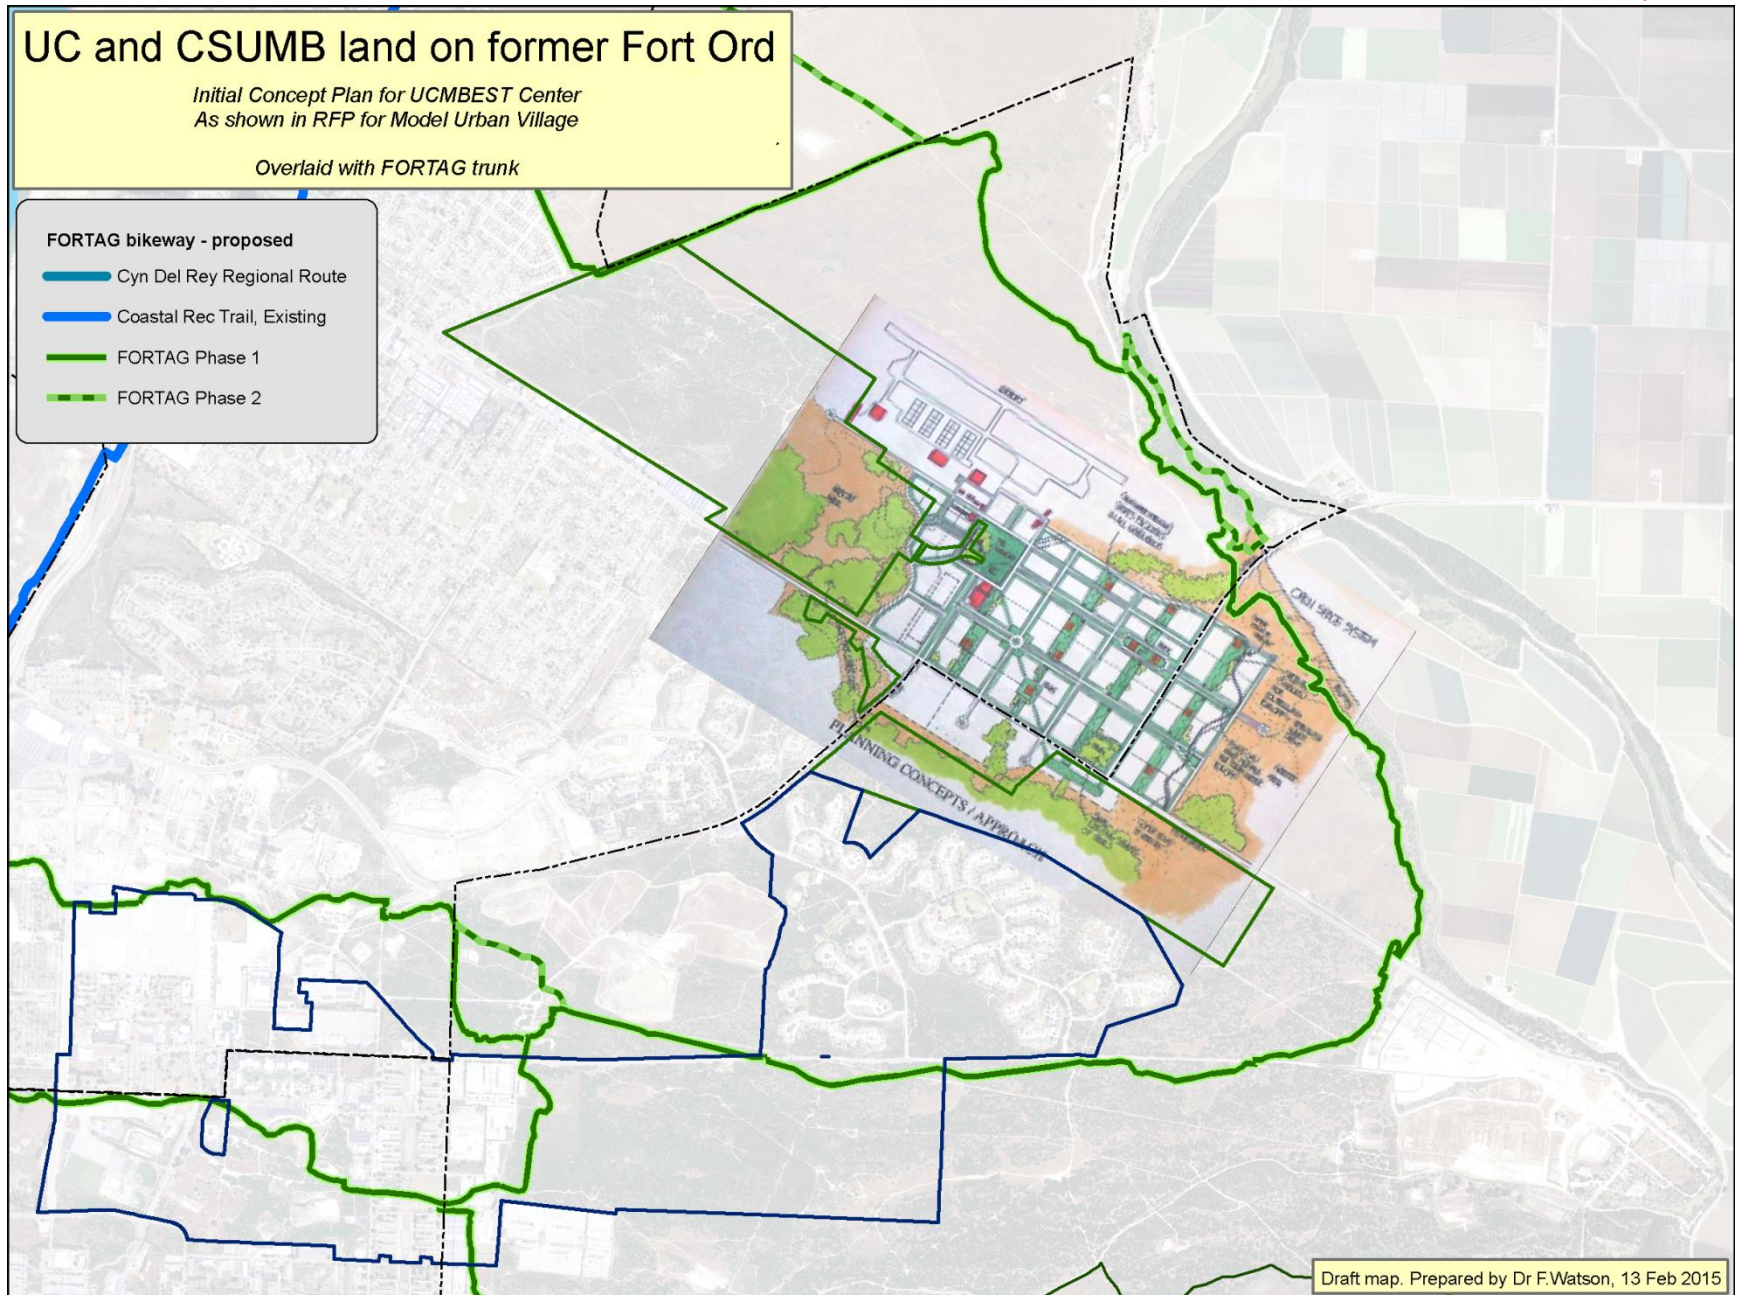 UC and CSUMB land on former Fort Ord
Initial Concept Plan for UCMBEST Center
As shown in RFP for Model Urban Village
Overlaid with FORTAG trunk
FORTAG bikeway - proposed
Cyn Del Rey Regional Route
Coastal Rec Trail, Existing
FORTAG Phase 1
FORTAG Phase 2
OPEN SPACE SYSTEM
PLANNING CONCEPTS / APPROACH
Draft map. Prepared by Dr F.Watson, 13 Feb 2015